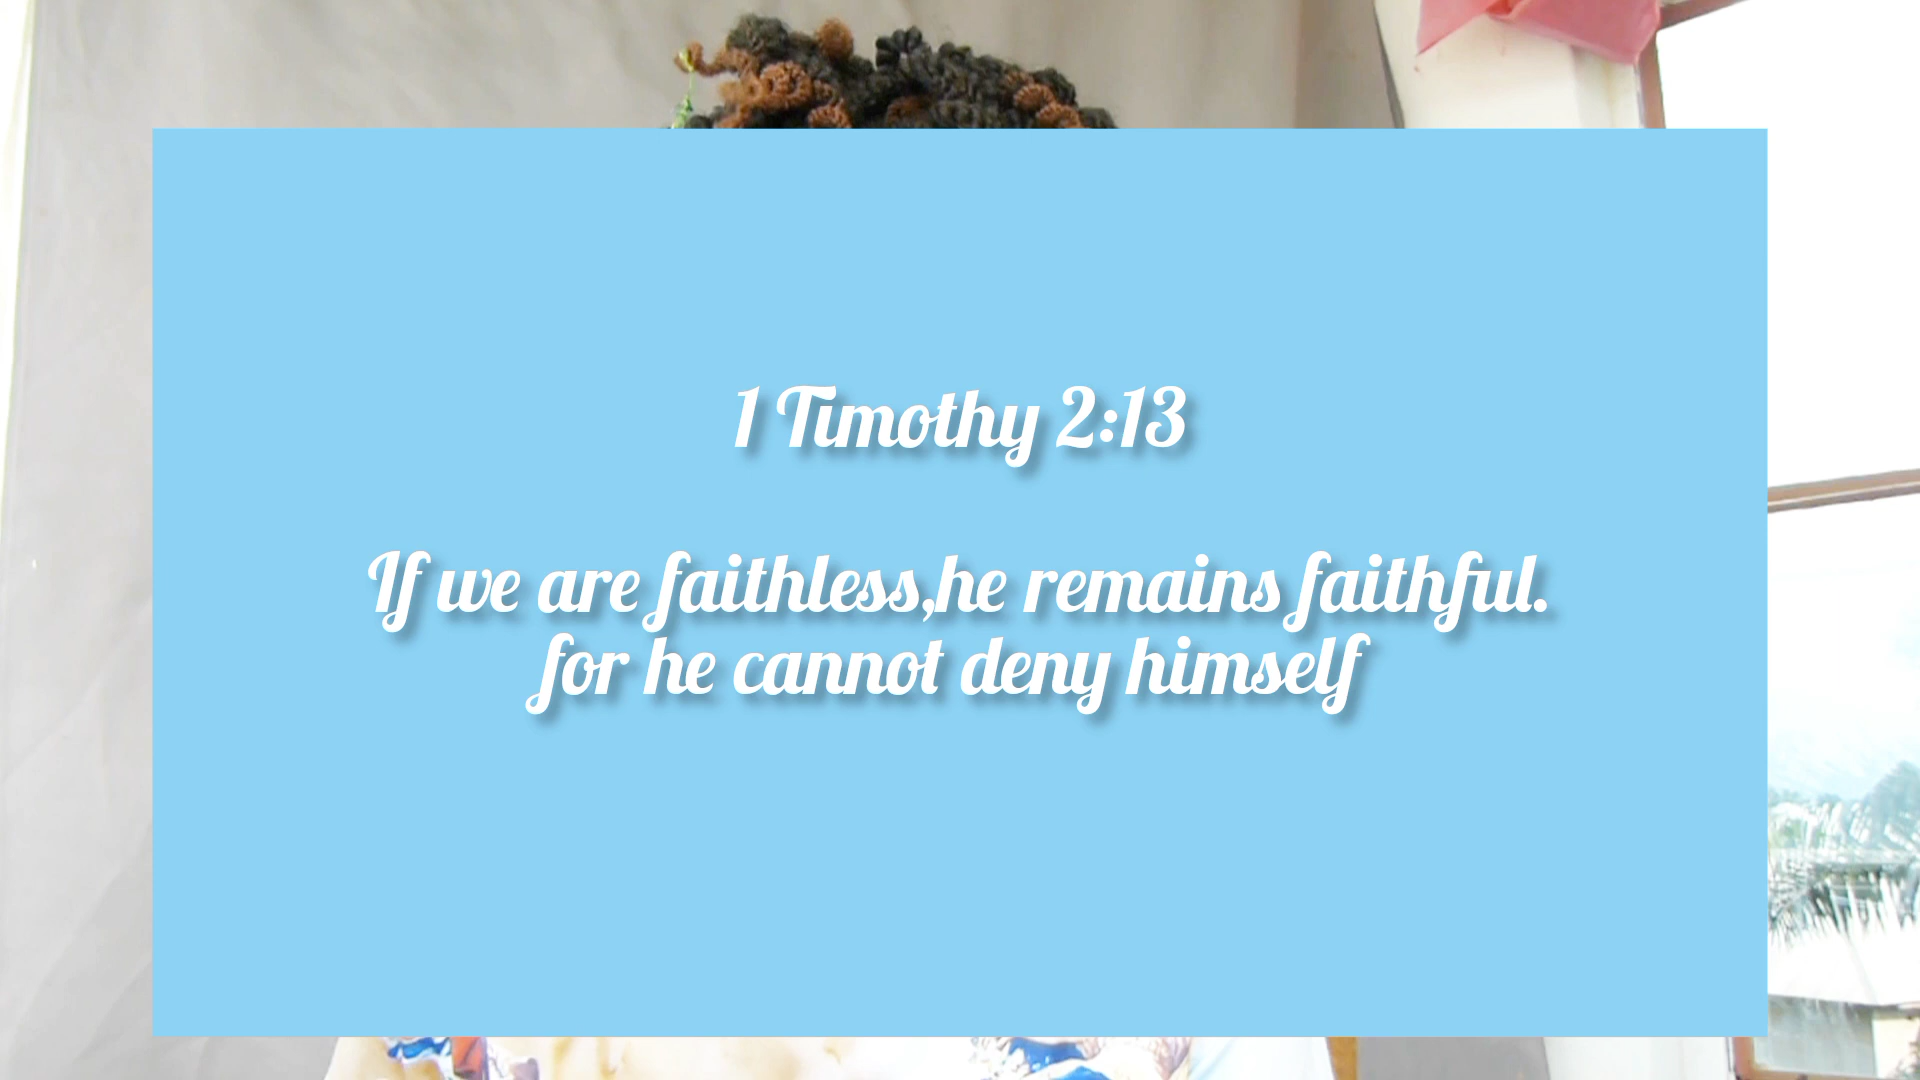 1 Timothy 2:13
If we are faithless,he remains faithful.
for he cannot deny himself